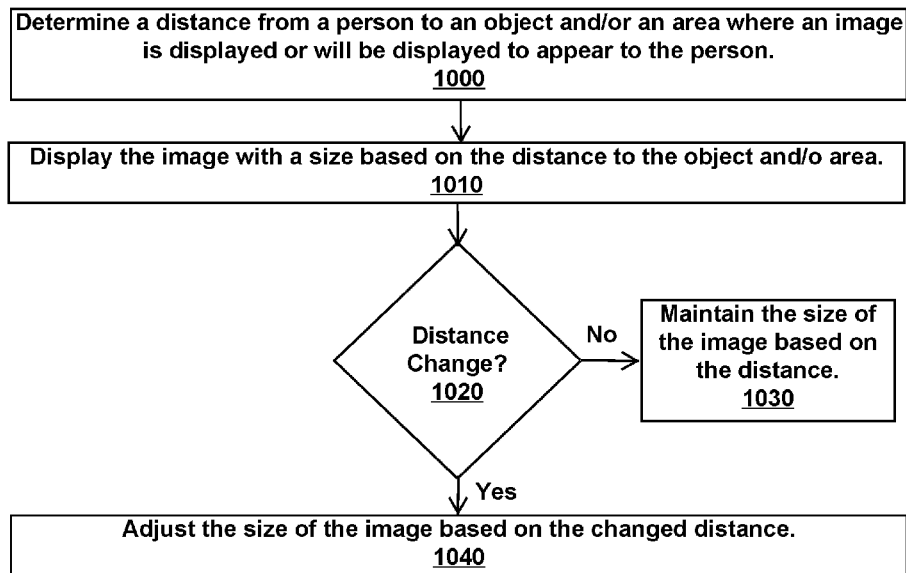 Determine a distance from a person to an object and/or an area where an image
is displayed or will be displayed to appear to the person.
1000
Display the image with a size based on the distance to the object and/o area.
1010
Distance
Change?
1020
No
Maintain the size of
the image based on
the distance.
1030
Yes
Adjust the size of the image based on the changed distance.
1040